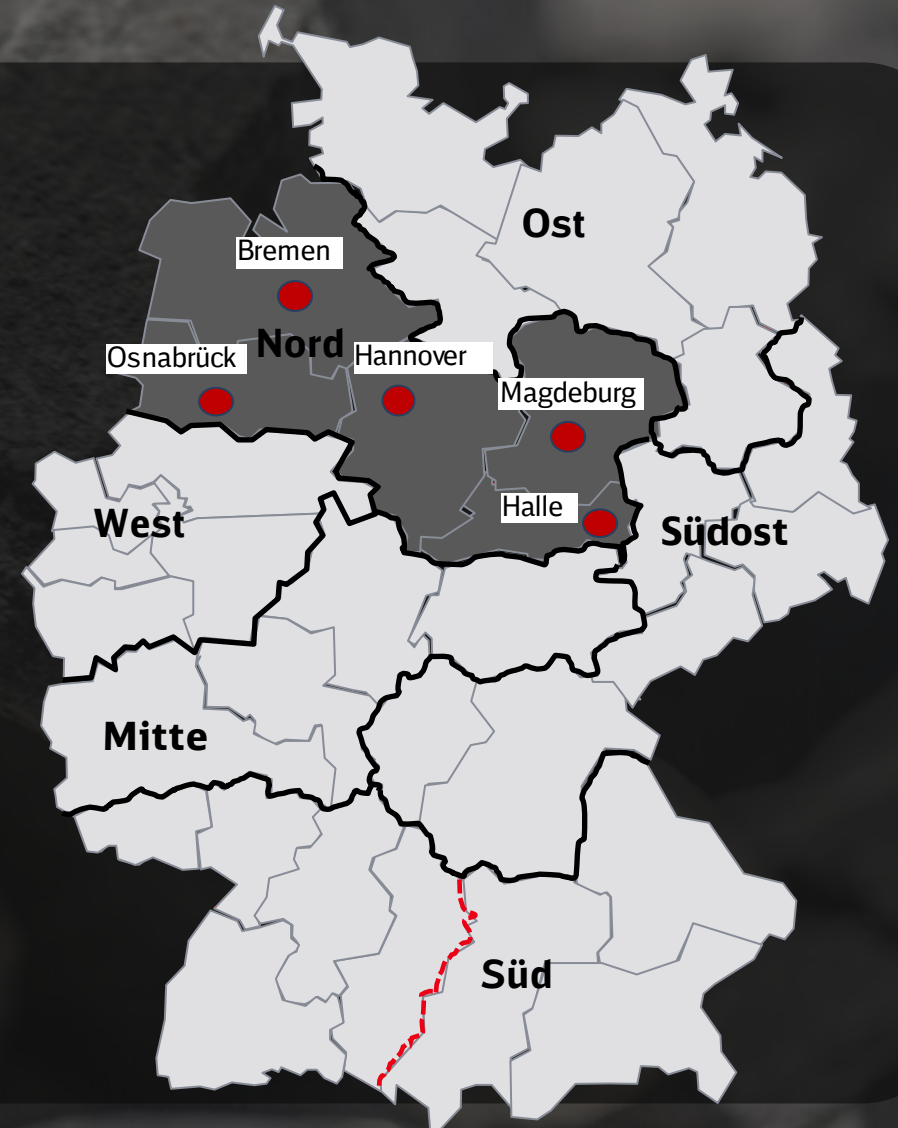 Ost
Bremen
Nord
Osnabrück
Hannover
Magdeburg
Halle
West
Südost
Mitte
Süd